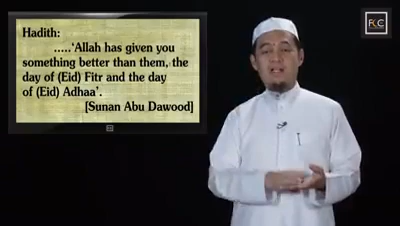 Hadith:
.....‘Allah has given you
something better than them, the
day of (Eid) Fitr and the day
of (Eid) Adhaa’.
[Sunan Abu Dawood]